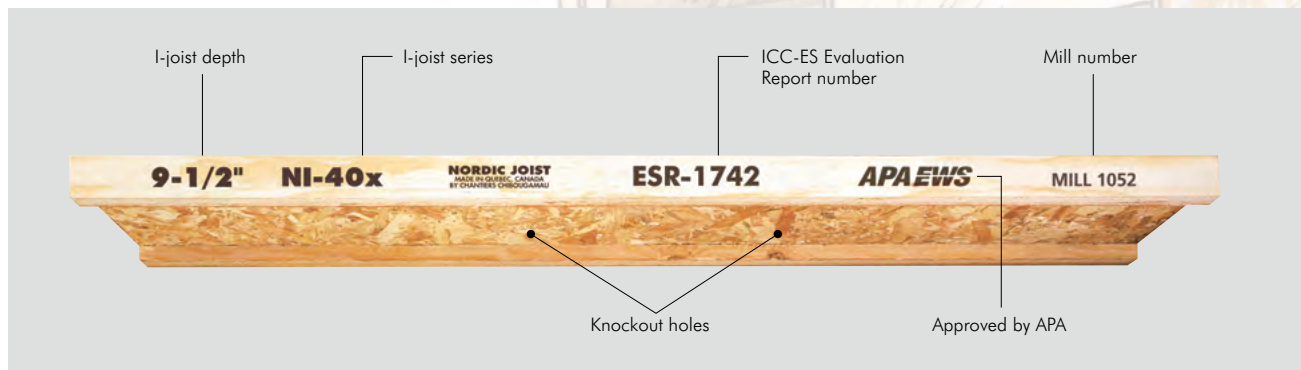 I-joist depth
I-joist series
ICC-ES Evaluation
Report number
Mill number
9-1/2"
NI-40x
NORDIC JOIST
MADE IN QUEBEC, CANADA
BY CHANTIERS CHIBOUGAMAU
ESR-1742
APA EWS
MILL 1052
Knockout holes
Approved by APA